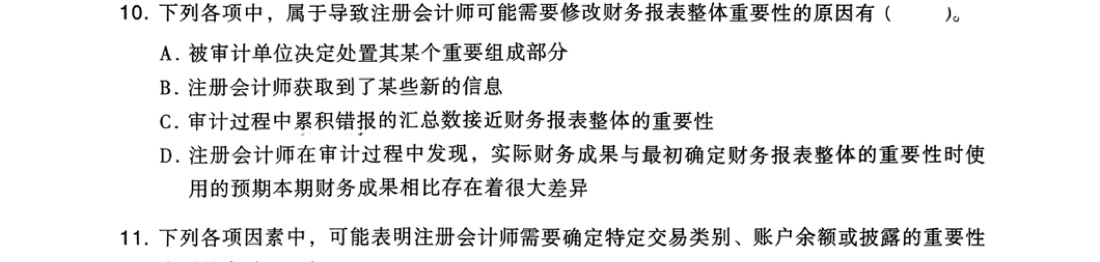 10. 下列各项中，属于导致注册会计师可能需要修改财务报表整体重要性的原因有（　　）。
A. 被审计单位决定处置其某个重要组成部分
B. 注册会计师获取到了某些新的信息
C. 审计过程中累积错报的汇总数接近财务报表整体的重要性
D. 注册会计师在审计过程中发现，实际财务成果与最初确定财务报表整体的重要性时使
用的预期本期财务成果相比存在着很大差异
11. 下列各项因素中，可能表明注册会计师需要确定特定交易类别、账户余额或披露的重要性